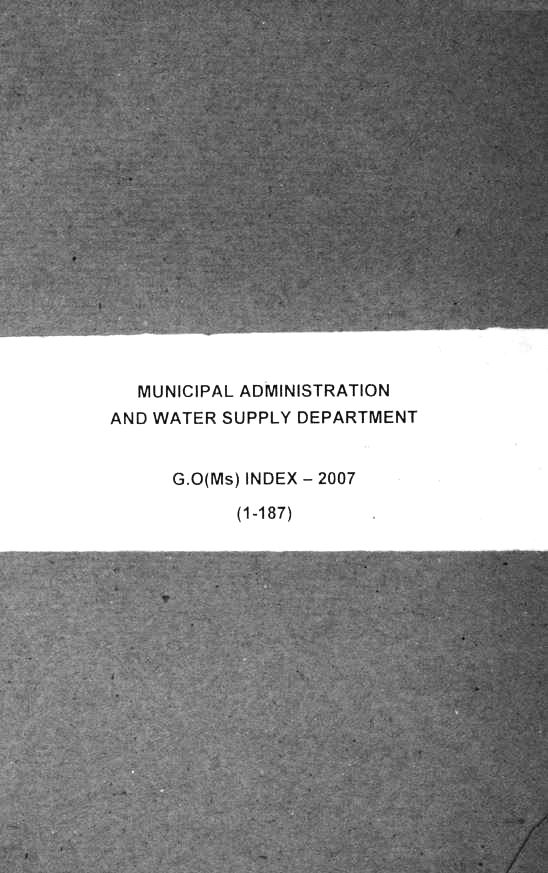 MUNICIPAL ADMINISTRATION
AND WATER SUPPLY DEPARTMENT
G.O(Ms) INDEX – 2007
(1-187)